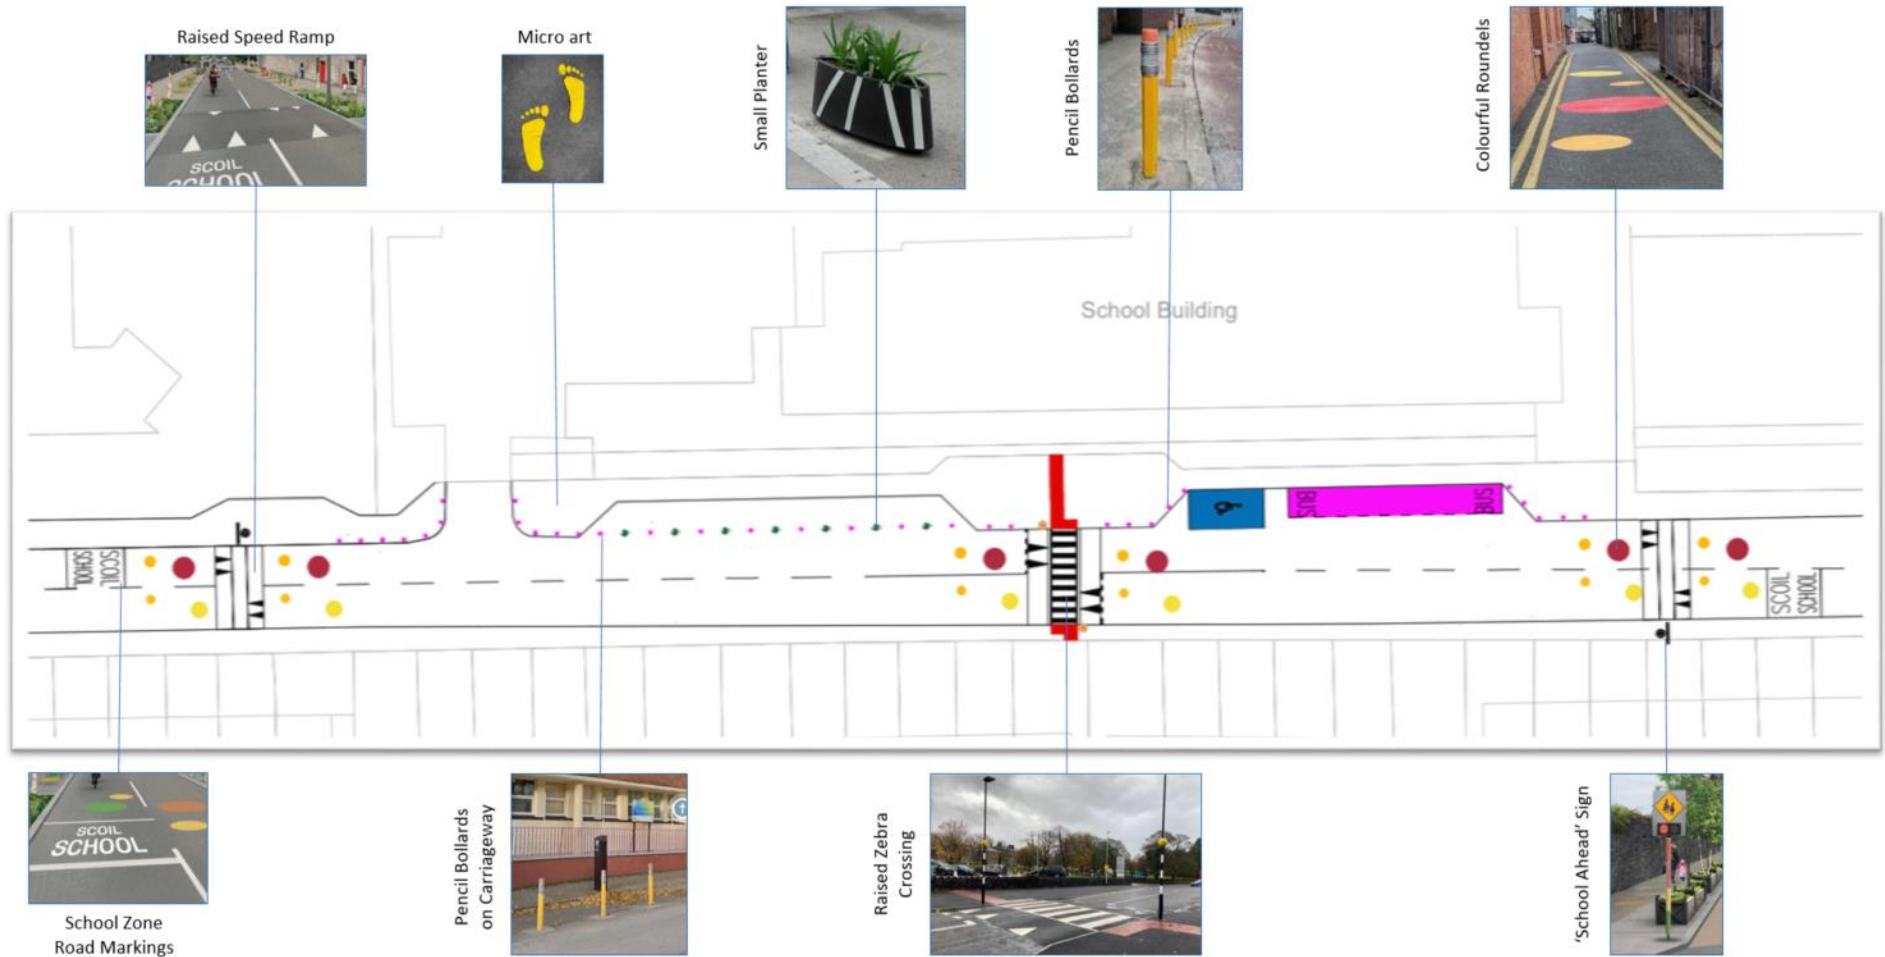 Raised Speed Ramp
Micro art
Small Planter
Pencil Bollards
Colourful Roundels
SCOIL
SCHOOL
School Building
BUS
BUS
SCHOOL
SCOIL
SCOIL
SCHOOL
SCOIL
SCHOOL
School Zone
Road Markings
Pencil Bollards
on Carriageway
Raised Zebra
Crossing
'School Ahead' Sign